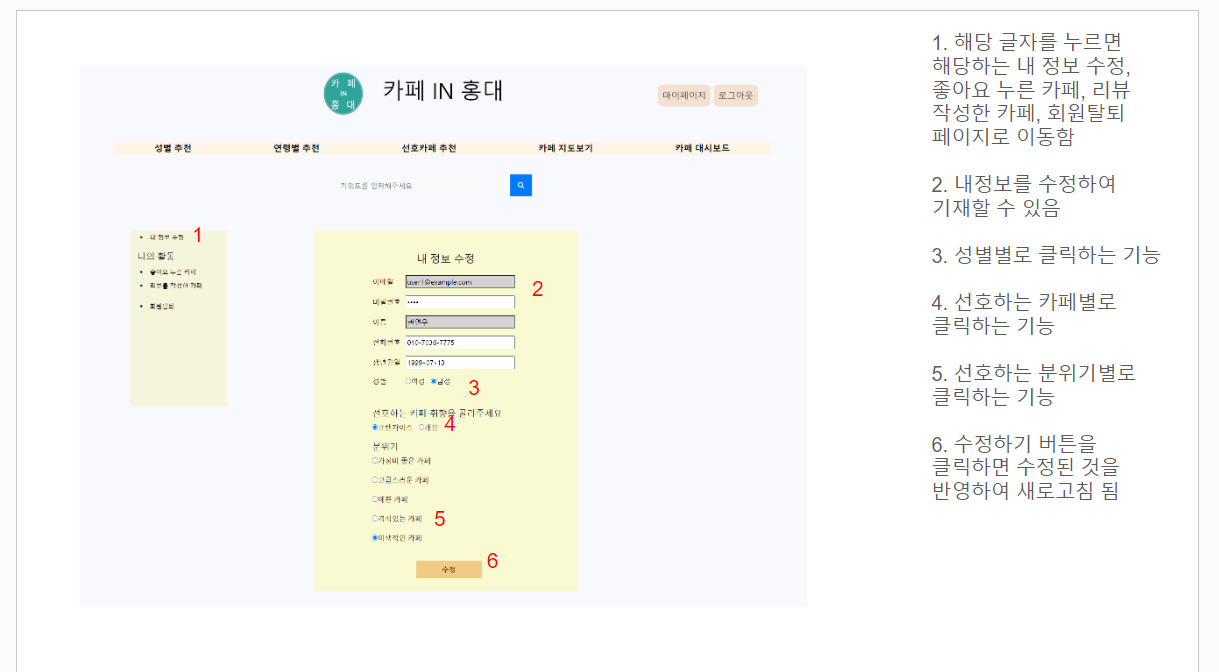 카 페
IN
홍 대
카페 IN 홍대
마이페이지 로그아웃
성별 추천 연령별 추천 선호카페 추천 카페 지도보기 카페 대시보드
키워드를 입력해주세요
내 정보 수정 1
나의 활동
좋아요 누른 카페
리뷰를 작성한 카페
회원탈퇴
내 정보 수정
이메일 user1@example.com
2
비밀번호 ••••
이름
전화번호 010-7036-7775
생년월일 1989-07-13
성별 여성 남성 3
선호하는 카페 취향을 골라주세요
프랜차이즈 개인 4
분위기
가성비 좋은 카페
고급스러운 카페
예쁜 카페
격식있는 카페 5
이색적인 카페
수정 6
1. 해당 글자를 누르면
해당하는 내 정보 수정,
좋아요 누른 카페, 리뷰
작성한 카페, 회원탈퇴
페이지로 이동함
2. 내정보를 수정하여
기재할 수 있음
3. 성별별로 클릭하는 기능
4. 선호하는 카페별로
클릭하는 기능
5. 선호하는 분위기별로
클릭하는 기능
6. 수정하기 버튼을
클릭하면 수정된 것을
반영하여 새로고침 됨